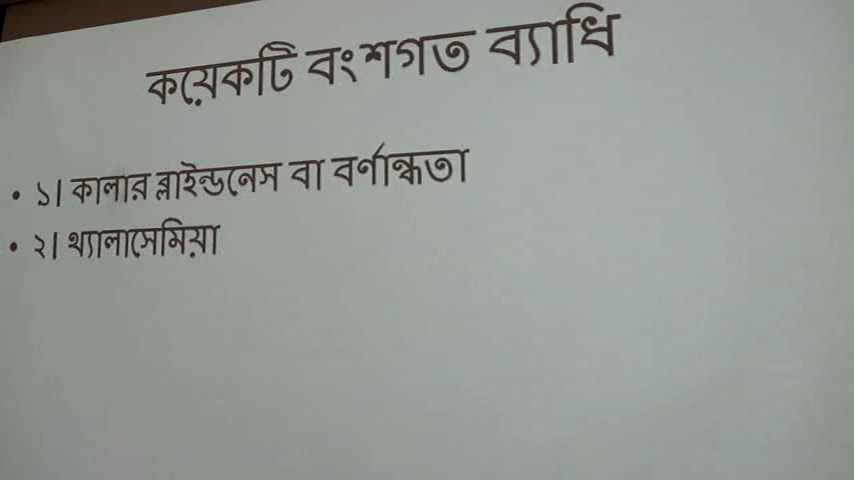 কয়েকটি বংশগত ব্যাধি
• ১। কালার ব্লাইন্ডনেস বা বর্ণান্ধতা
• ২। থ্যালাসেমিয়া